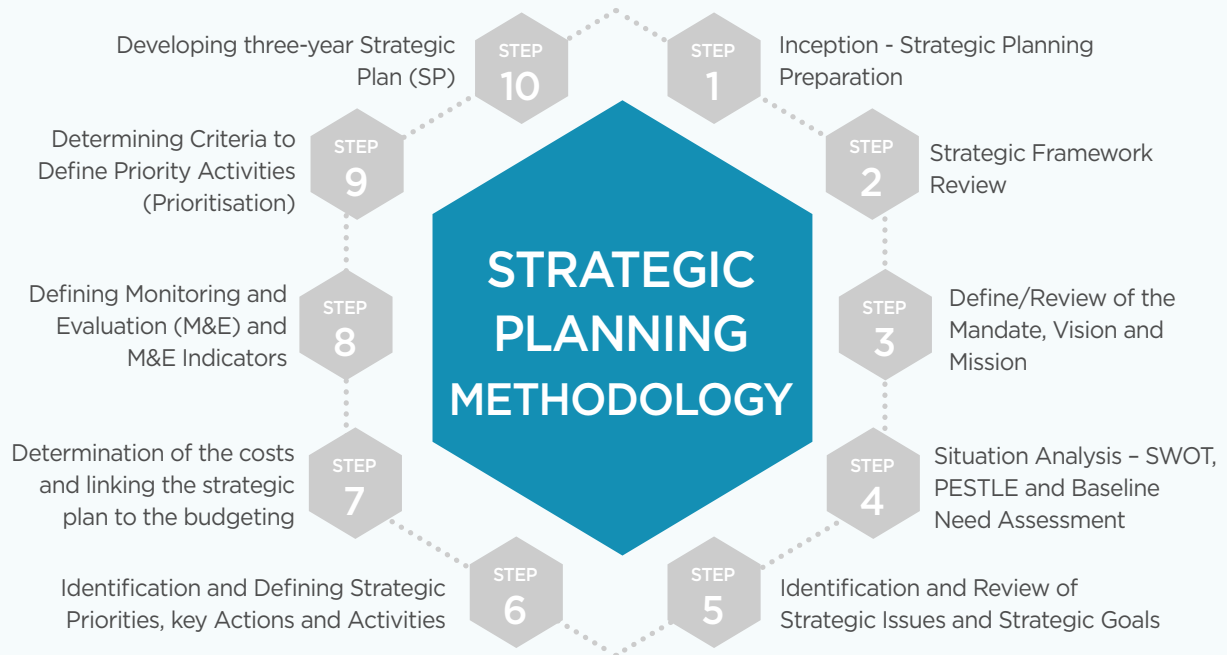 STRATEGIC
PLANNING
METHODOLOGY
STEP
1
Inception - Strategic Planning
Preparation
STEP
2
Strategic Framework
Review
STEP
3
Define/Review of the
Mandate, Vision and
Mission
STEP
4
Situation Analysis – SWOT,
PESTLE and Baseline
Need Assessment
STEP
5
Identification and Review of
Strategic Issues and Strategic Goals
STEP
6
Identification and Defining Strategic
Priorities, key Actions and Activities
STEP
7
Determination of the costs
and linking the strategic
plan to the budgeting
STEP
8
Defining Monitoring and
Evaluation (M&E) and
M&E Indicators
STEP
9
Determining Criteria to
Define Priority Activities
(Prioritisation)
STEP
10
Developing three-year Strategic
Plan (SP)